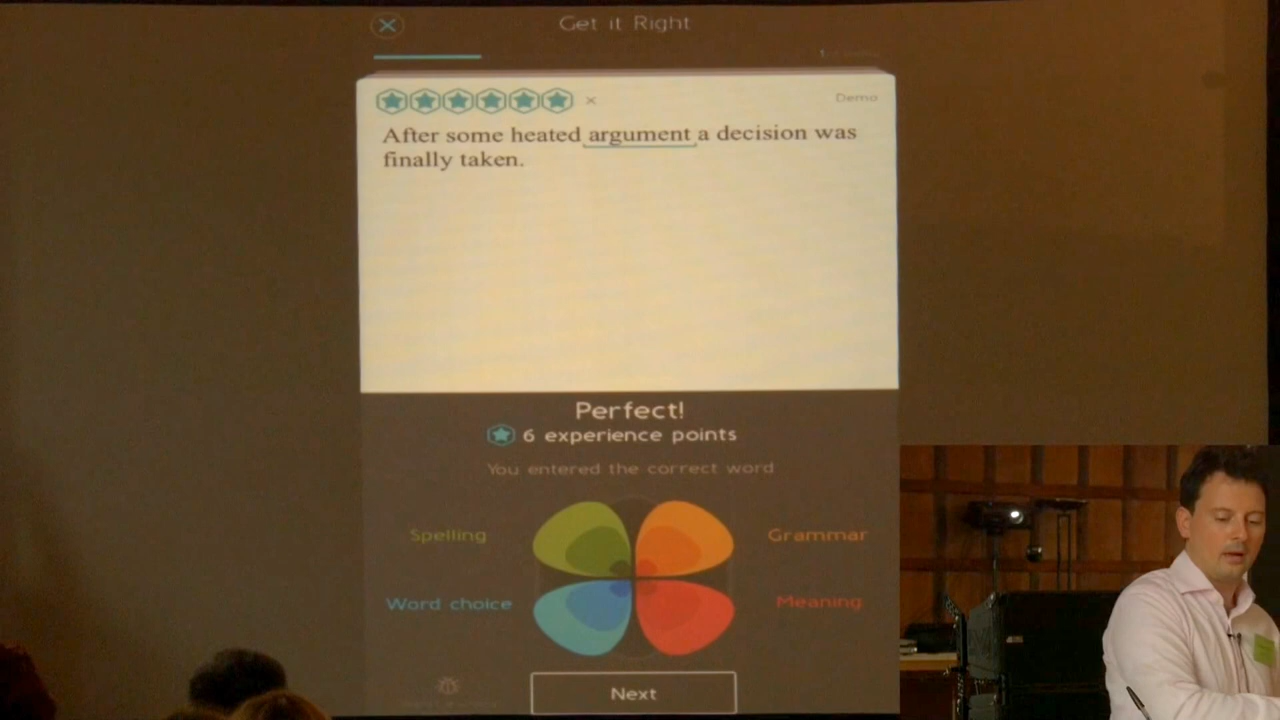 Get it Right
Demo
After some heated argument a decision was
finally taken.
Perfect!
6 experience points
You entered the correct word
Spelling
Grammar
Word choice
Meaning
Next